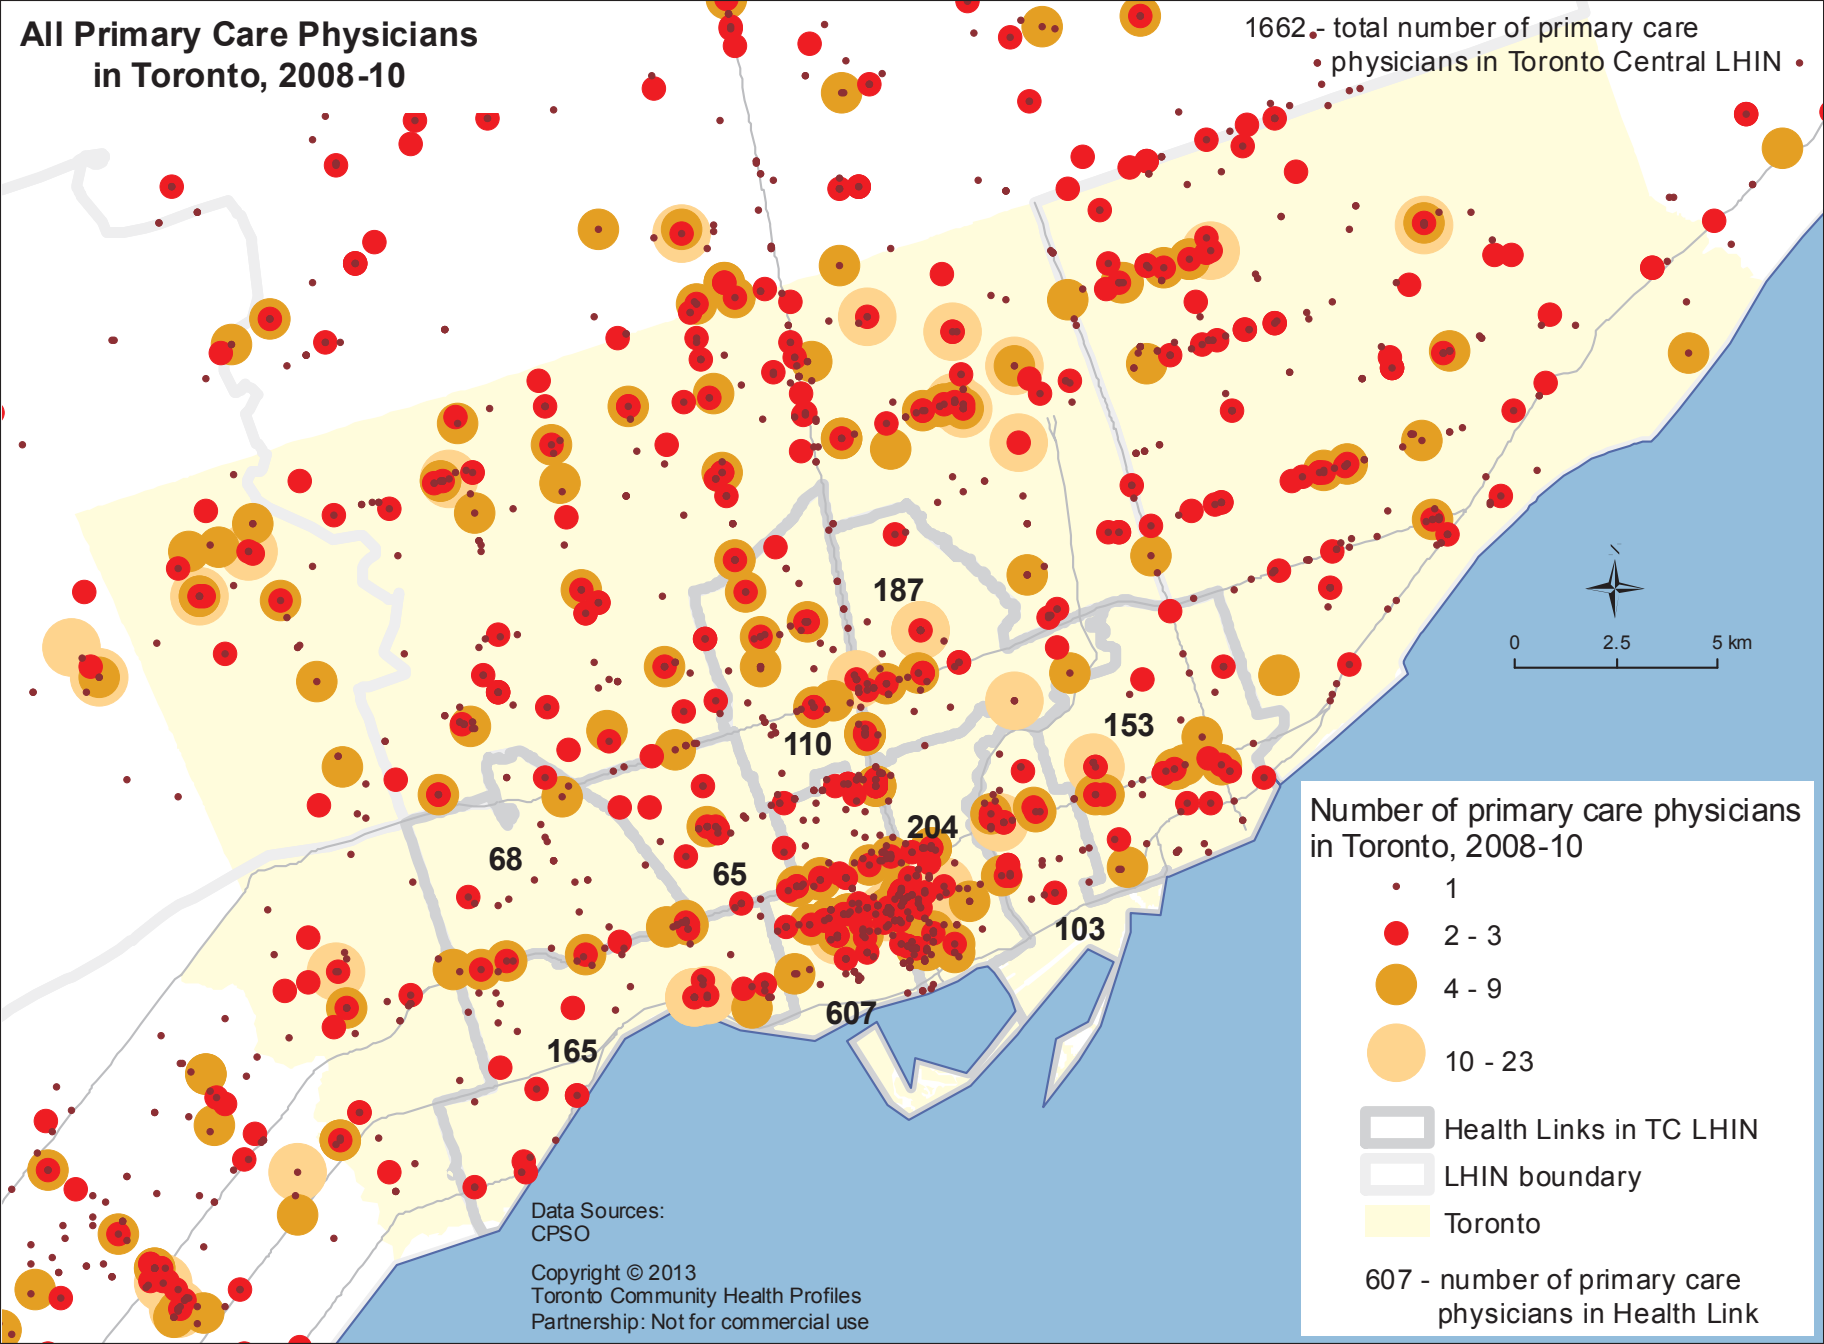 All Primary Care Physicians
in Toronto, 2008-10
1662 - total number of primary care
physicians in Toronto Central LHIN
187
110
153
204
68
65
103
607
165
N
0 2.5 5 km
Number of primary care physicians
in Toronto, 2008-10
1
2 - 3
4 - 9
10 - 23
Health Links in TC LHIN
LHIN boundary
Toronto
607 - number of primary care
physicians in Health Link
Data Sources:
CPSO
Copyright © 2013
Toronto Community Health Profiles
Partnership: Not for commercial use